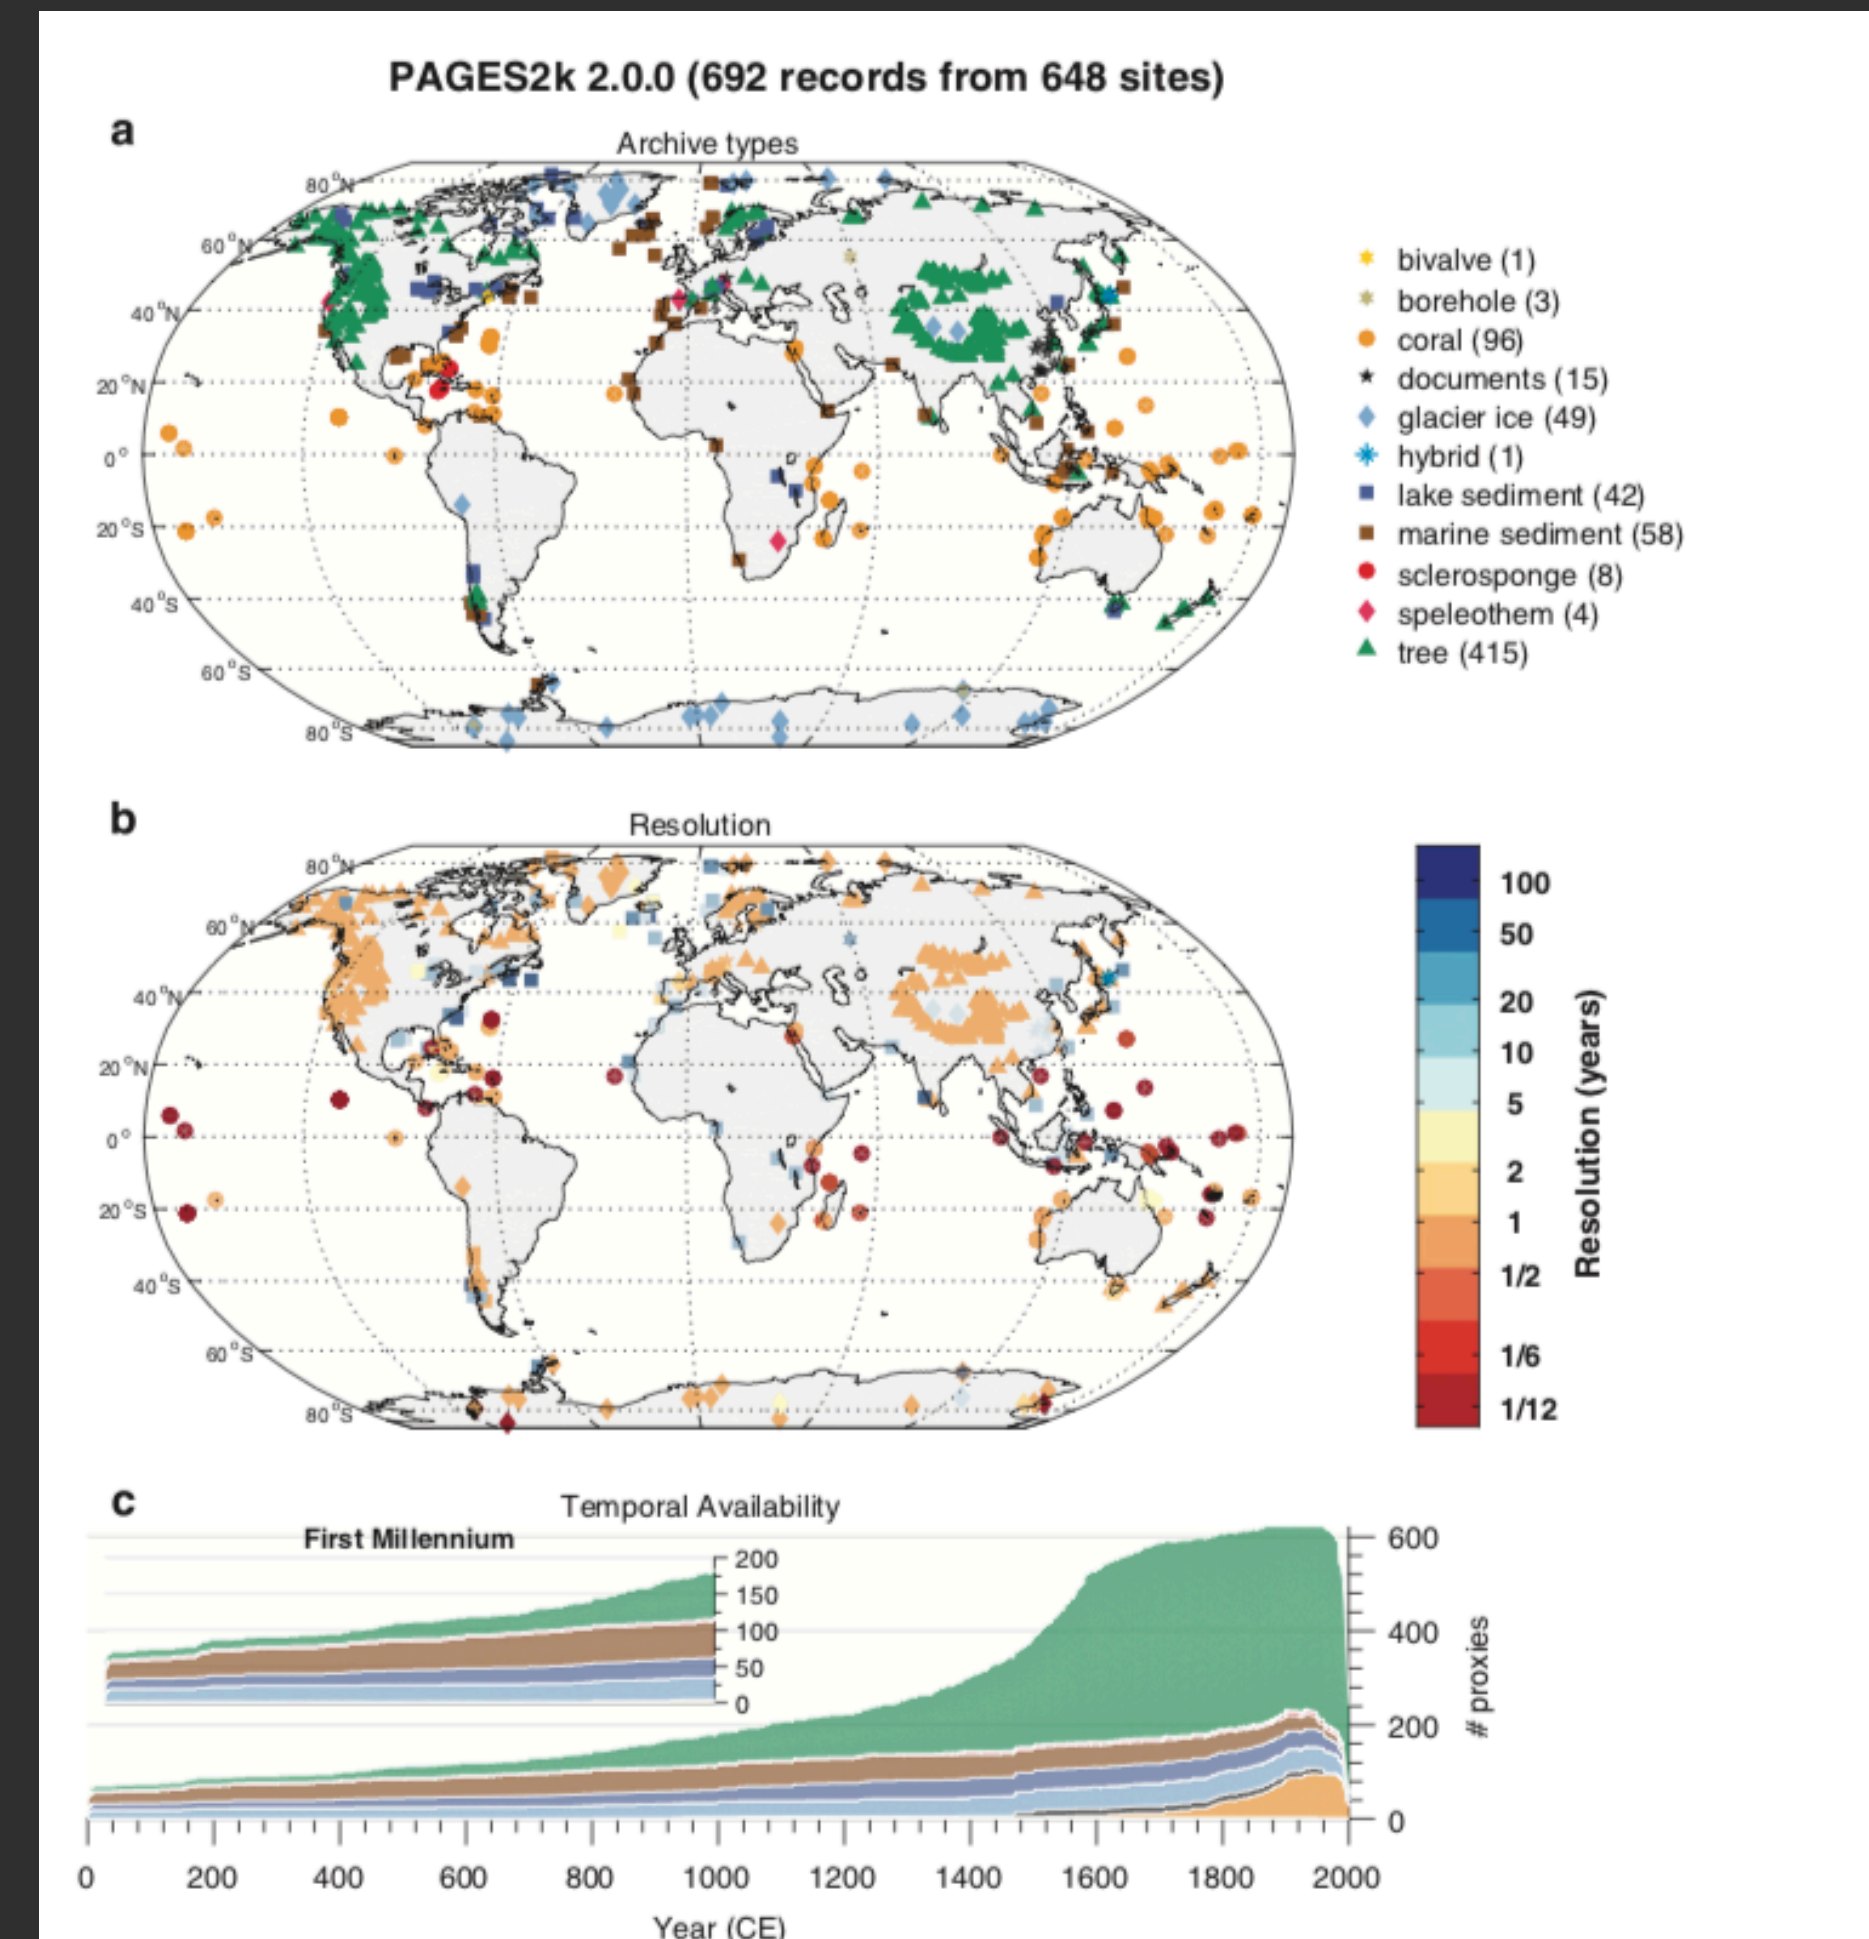 PAGES2k 2.0.0 (692 records from 648 sites)
a
Archive types
80°N
60°N
40°N
20°N
0°
20°S
40°S
60°S
80°S
bivalve (1)
borehole (3)
coral (96)
documents (15)
glacier ice (49)
hybrid (1)
lake sediment (42)
marine sediment (58)
sclerosponge (8)
speleothem (4)
tree (415)
b
Resolution
80°N
60°N
40°N
20°N
0°
20°S
40°S
60°S
80°S
100
50
20
10
5
2
1
1/2
1/6
1/12
Resolution (years)
c
Temporal Availability
First Millennium
200
150
100
50
0
600
400
200
0
# proxies
0 200 400 600 800 1000 1200 1400 1600 1800 2000
Year (CE)